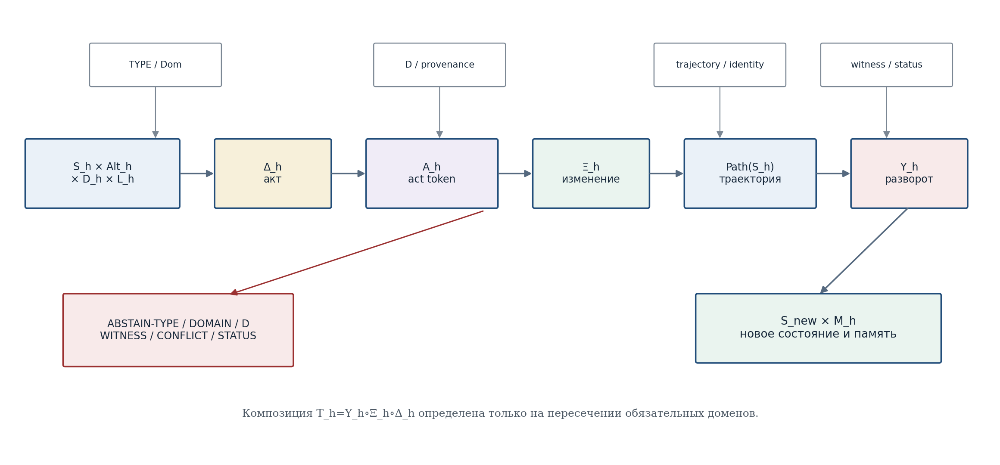 TYPE / Dom
D / provenance
trajectory / identity
witness / status
S_h × Alt_h
× D_h × L_h
Δ_h
акт
A_h
act token
Ξ_h
изменение
Path(S_h)
траектория
Y_h
разворот
ABSTAIN-TYPE / DOMAIN / D
WITNESS / CONFLICT / STATUS
S_new × M_h
новое состояние и память
Композиция T_h=Y_h∘Ξ_h∘Δ_h определена только на пересечении обязательных доменов.